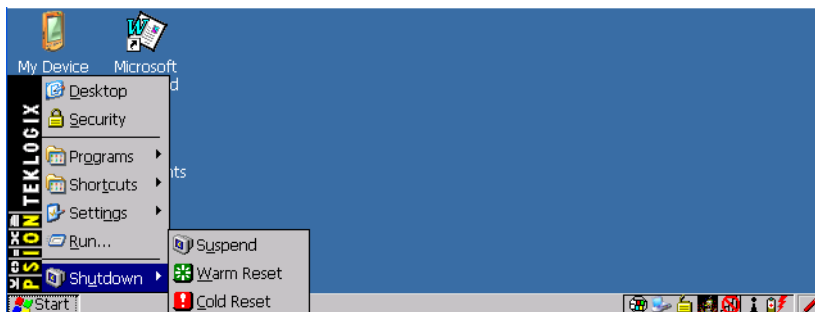 My Device
Microsoft
d
Desktop
Security
Programs
nts
Shortcuts
Settings
Run...
Suspend
Warm Reset
Shutdown
Cold Reset
Start
PSION TEKLOGIX